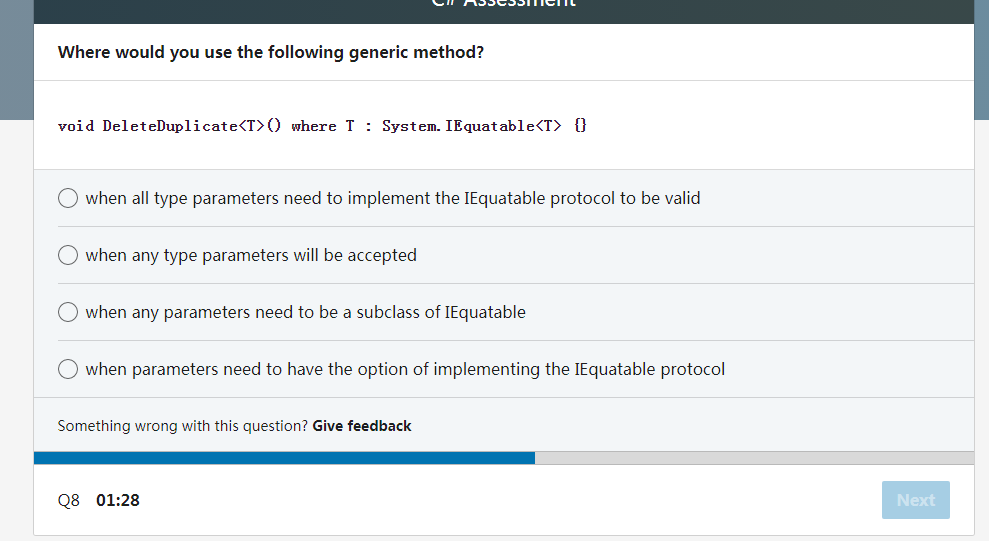 C# Assessment
Where would you use the following generic method?
void DeleteDuplicate<T>() where T : System.IEquatable<T> {}
when all type parameters need to implement the IEquatable protocol to be valid
when any type parameters will be accepted
when any parameters need to be a subclass of IEquatable
when parameters need to have the option of implementing the IEquatable protocol
Something wrong with this question? Give feedback
Q8 01:28
Next